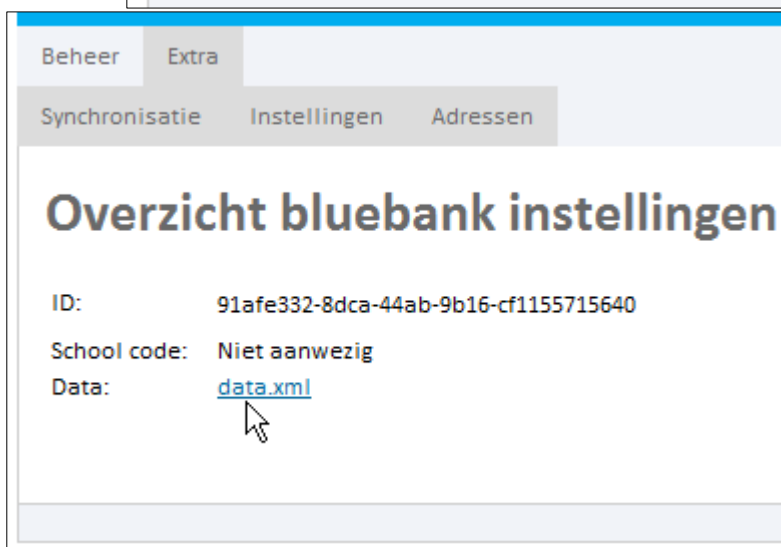 Beheer Extra
Synchronisatie Instellingen Adressen
Overzicht bluebank instellingen
ID: 91afe332-8dca-44ab-9b16-cf1155715640
School code: Niet aanwezig
Data: data.xml